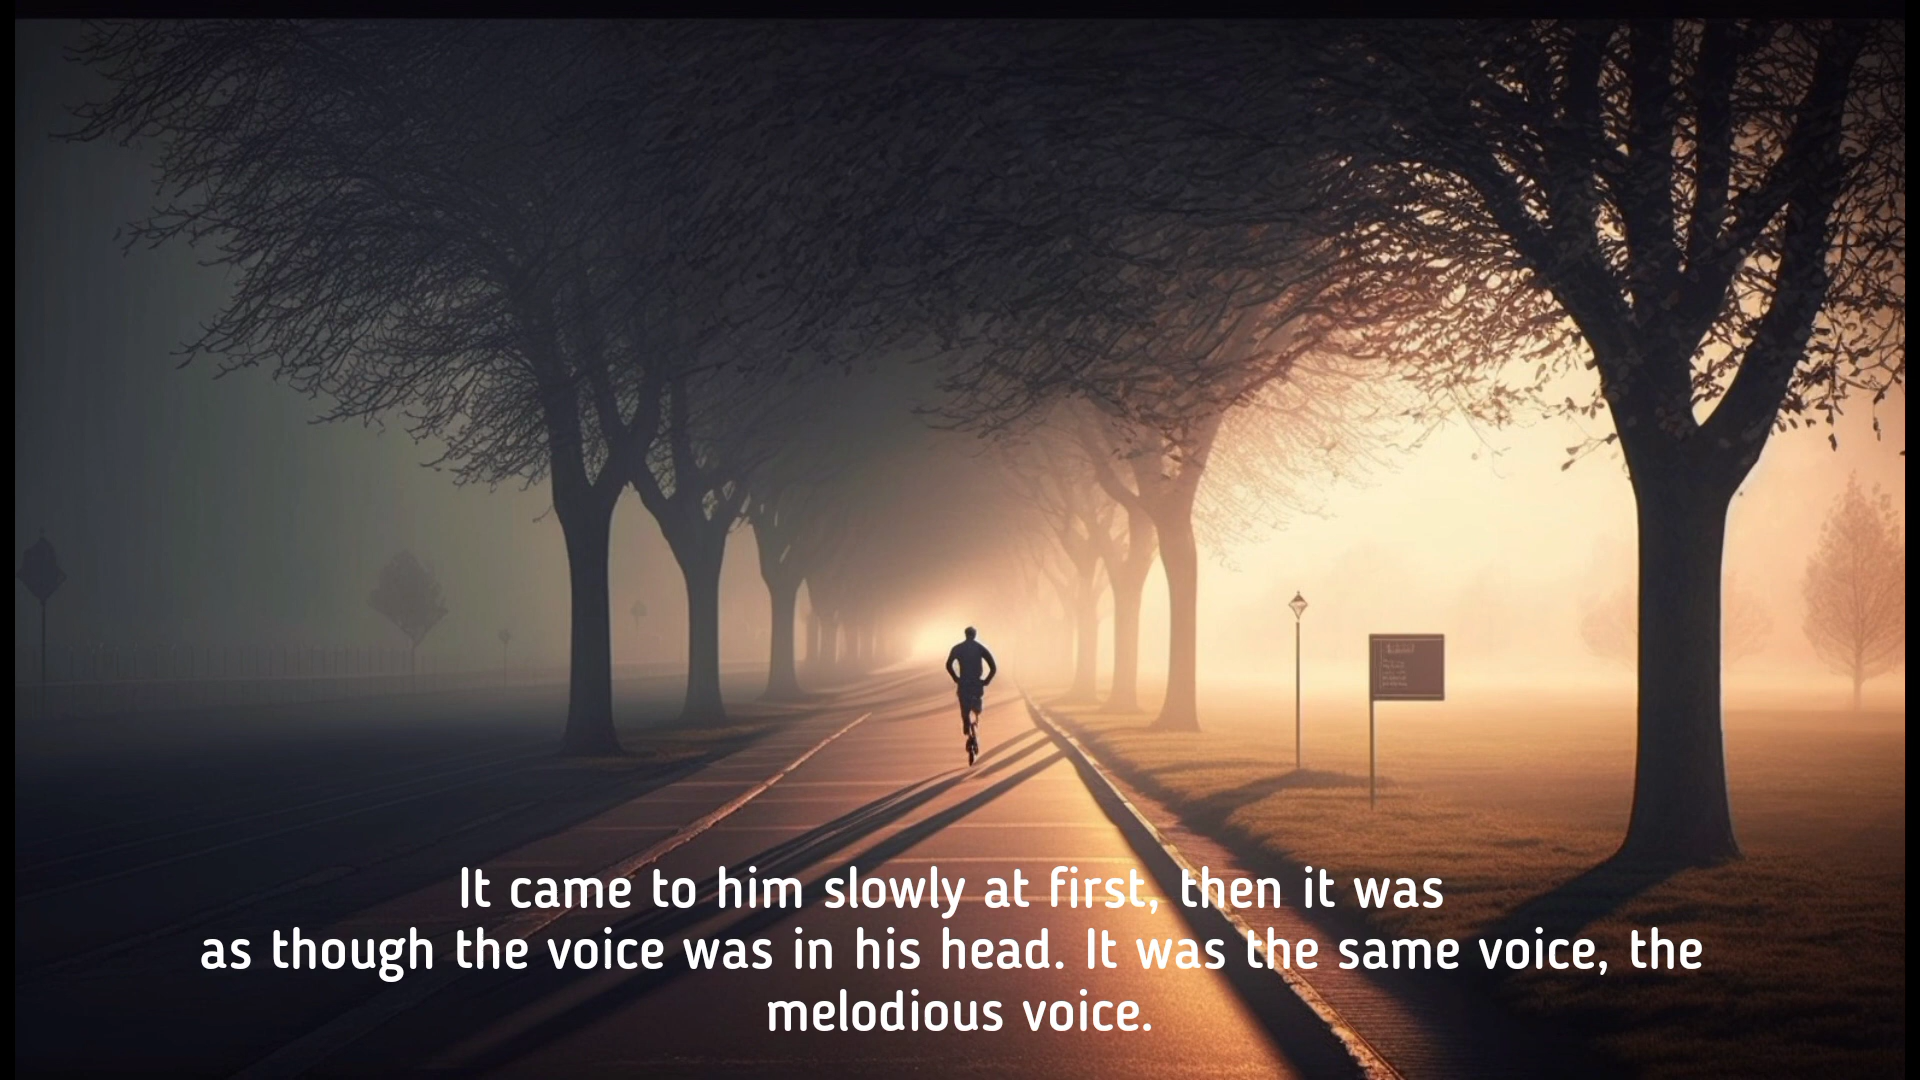 It came to him slowly at first, then it was
as though the voice was in his head. It was the same voice, the
melodious voice.